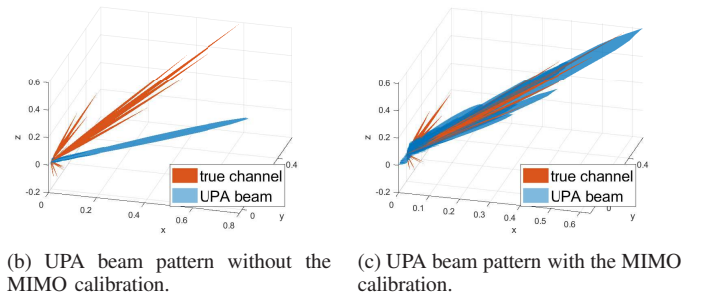 0.6
0.4
z
0.2
0
-0.2
0
0.2
0.4
x
0.6
0.8
0
y
0.4
true channel
UPA beam
0.6
0.4
z
0.2
0
-0.2
0
0.1
0.2
0.3
x
0.4
0.5
0.6
0
y
0.4
true channel
UPA beam
(b) UPA beam pattern without the
MIMO calibration.
(c) UPA beam pattern with the MIMO
calibration.